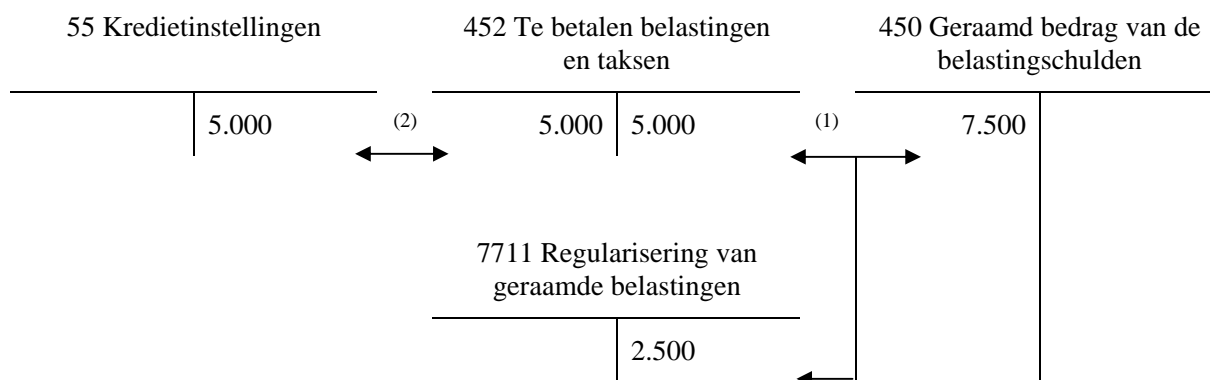 55 Kredietinstellingen
452 Te betalen belastingen
en taksen
450 Geraamd bedrag van de
belastingschulden
5.000 (2) 5.000 5.000 (1) 7.500
7711 Regularisering van
geraamde belastingen
2.500